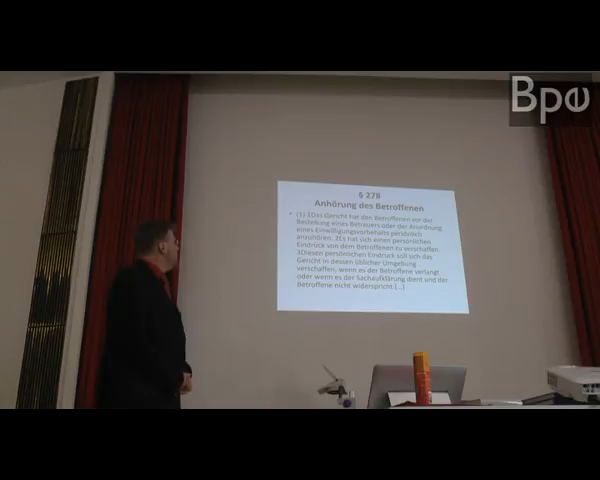 Bpe
§ 278
Anhörung des Betroffenen
• (1) 1Das Gericht hat den Betroffenen vor der
Bestellung eines Betreuers oder der Anordnung
eines Einwilligungsvorbehalts persönlich
anzuhören. 2Es hat sich einen persönlichen
Eindruck von dem Betroffenen zu verschaffen.
3Diesen persönlichen Eindruck soll sich das
Gericht in dessen üblicher Umgebung
verschaffen, wenn es der Betroffene verlangt
oder wenn es der Sachaufklärung dient und der
Betroffene nicht widerspricht [...]